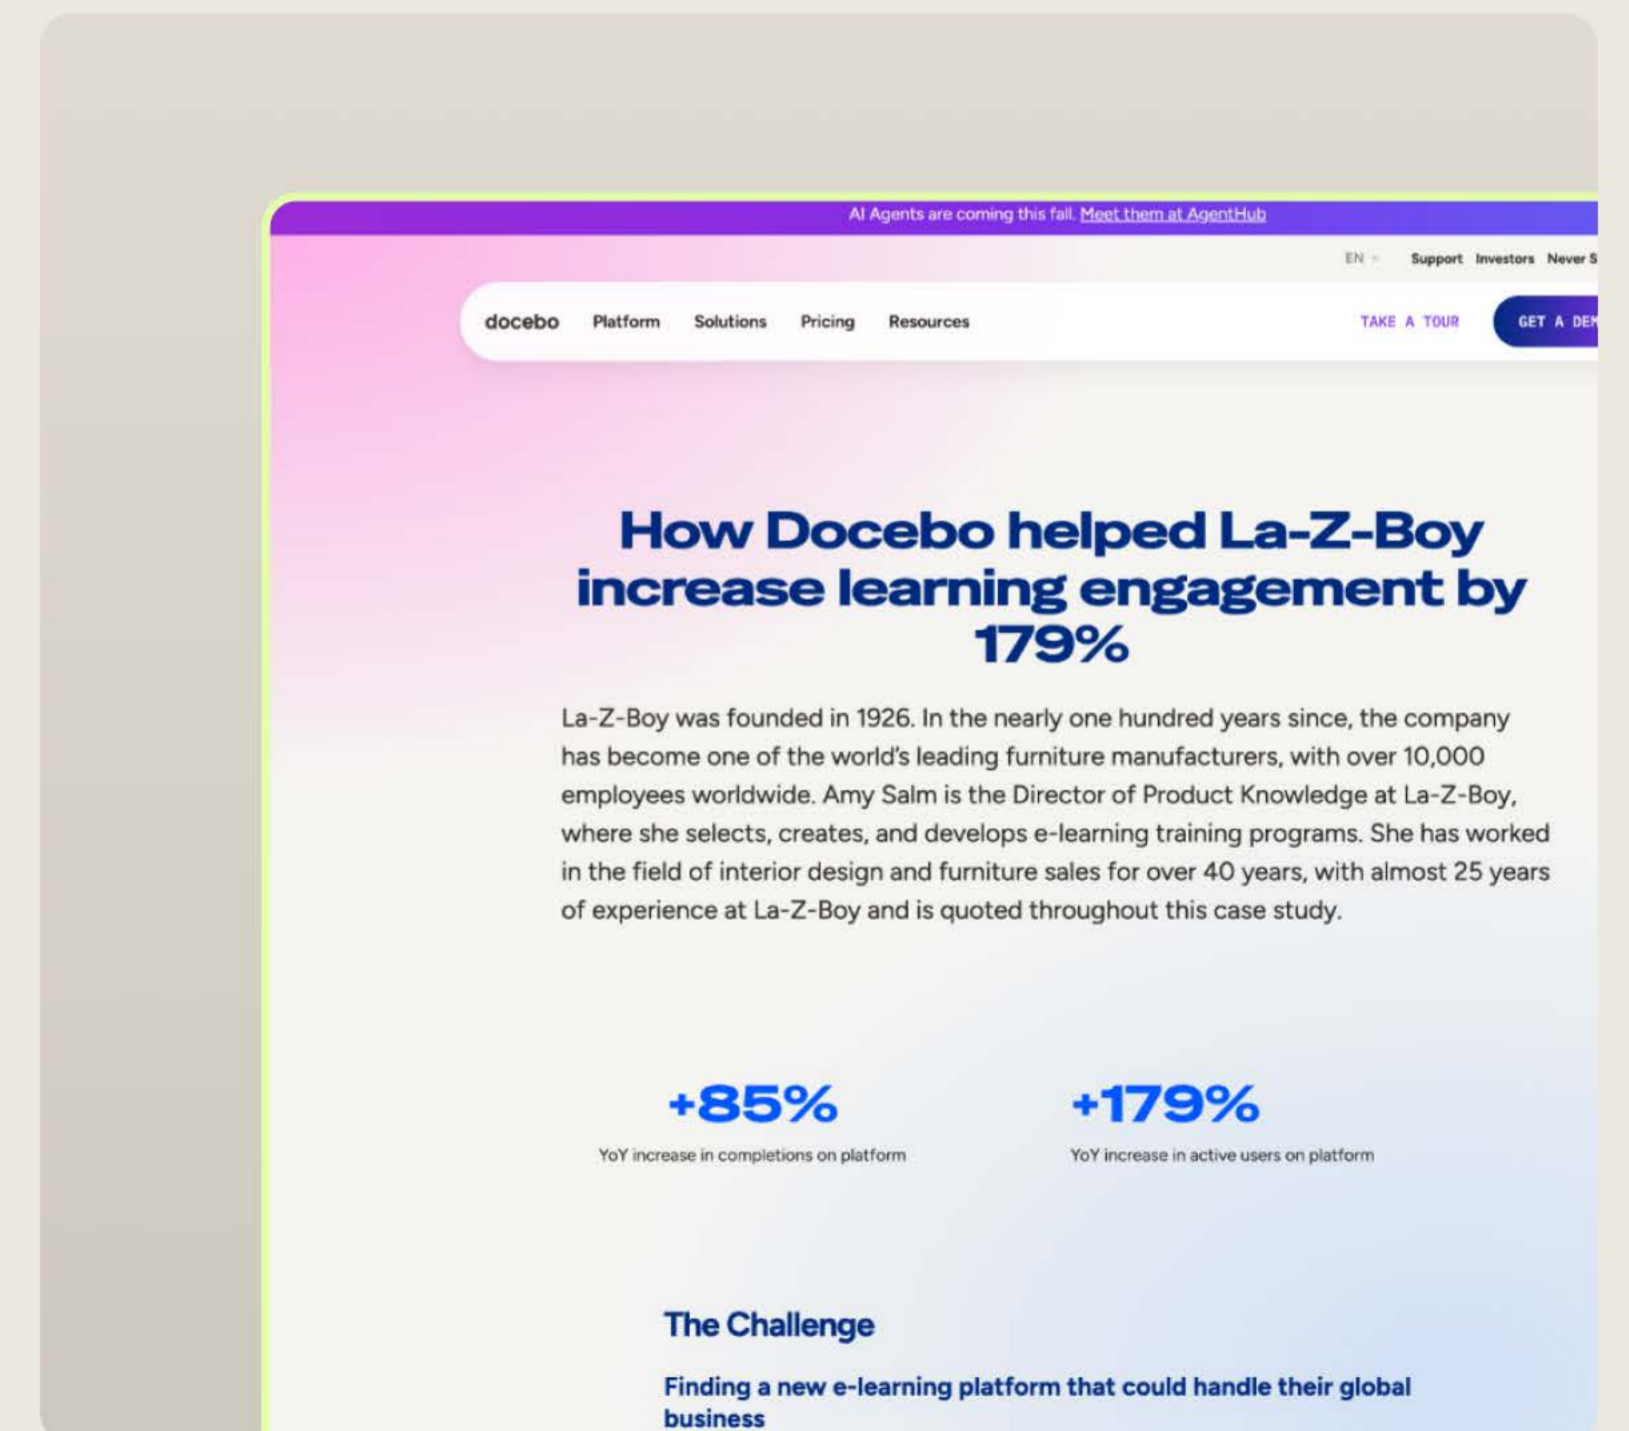 AI Agents are coming this fall. Meet them at AgentHub
EN
Support Investors Never
docebo Platform Solutions Pricing Resources TAKE A TOUR GET A
How Docebo helped La-Z-Boy
increase learning engagement by
179%
La-Z-Boy was founded in 1926. In the nearly one hundred years since, the company
has become one of the world's leading furniture manufacturers, with over 10,000
employees worldwide. Amy Salm is the Director of Product Knowledge at La-Z-Boy,
where she selects, creates, and develops e-learning training programs. She has worked
in the field of interior design and furniture sales for over 40 years, with almost 25 years
of experience at La-Z-Boy and is quoted throughout this case study.
+85% +179%
YoY increase in completions on platform YoY increase in active users on platform
The Challenge
Finding a new e-learning platform that could handle their global
business